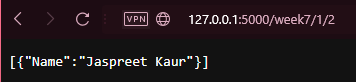 VPN 127.0.0.1:5000/week7/1/2
[{"Name":"Jaspreet Kaur"}]